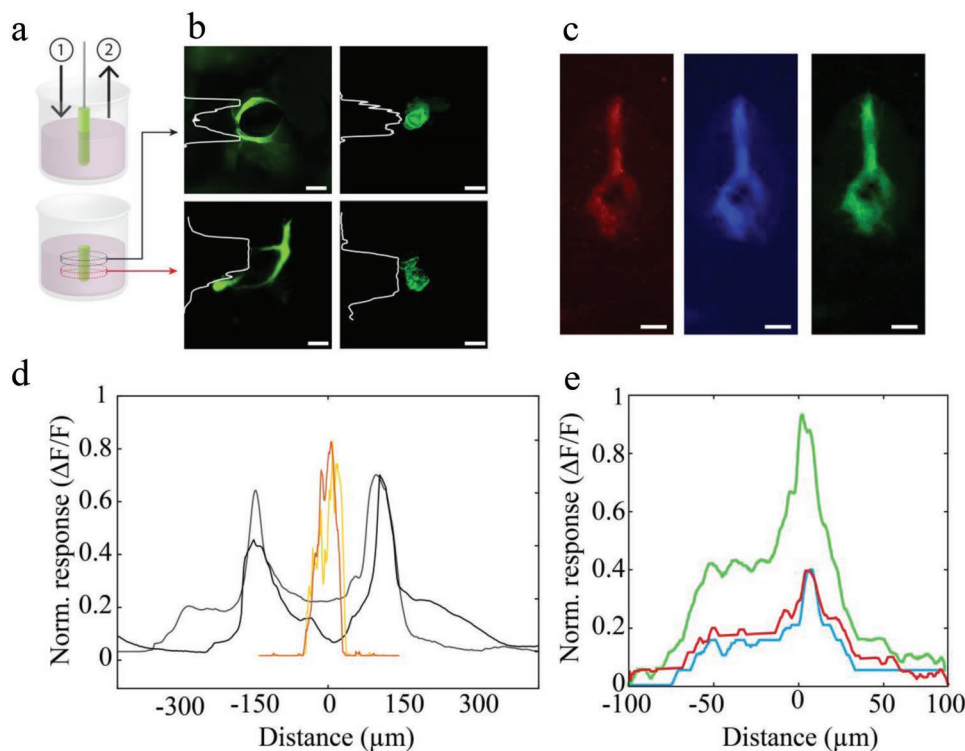 a
b
c
1
2
d
e
Norm. response (ΔF/F)
1
0.8
0.6
0.4
0.2
0
-300
-150
0
150
300
Distance (µm)
Norm. response (ΔF/F)
1
0.8
0.6
0.4
0.2
0
-100
-50
0
50
100
Distance (µm)